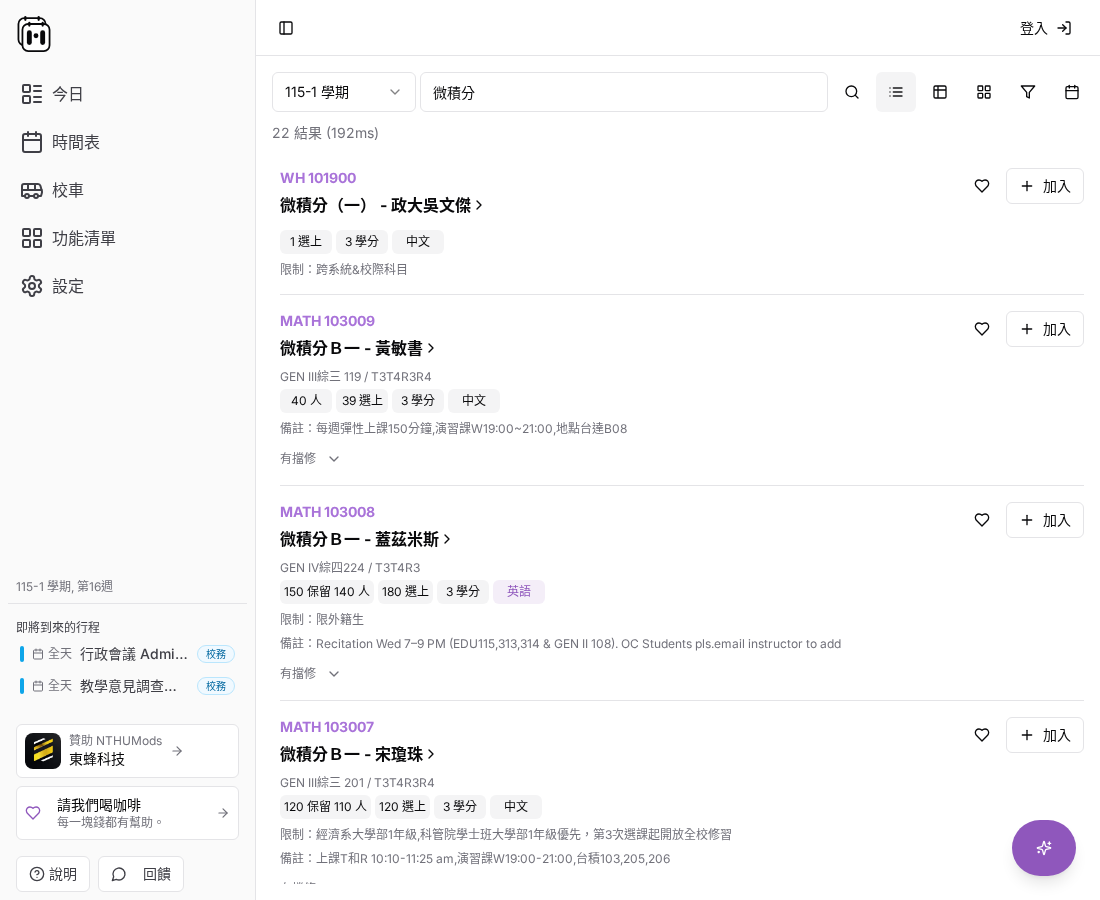 今日
時間表
校車
功能清單
設定
115-1 學期, 第16週
即將到來的行程
全天 行政會議 Admi... 校務
全天 教學意見調查... 校務
贊助 NTHUMods
東蜂科技
請我們喝咖啡
每一塊錢都有幫助。
說明 回饋
登入
115-1 學期 微積分
22 結果 (192ms)
WH 101900
加入
微積分（一） - 政大吳文傑
1 選上 3 學分 中文
限制：跨系統&校際科目
MATH 103009
加入
微積分Ｂ一 - 黃敏書
GEN III綜三 119 / T3T4R3R4
40 人 39 選上 3 學分 中文
備註：每週彈性上課150分鐘,演習課W19:00~21:00,地點台達B08
有擋修
MATH 103008
加入
微積分Ｂ一 - 蓋茲米斯
GEN IV綜四224 / T3T4R3
150 保留 140 人 180 選上 3 學分 英語
限制：限外籍生
備註：Recitation Wed 7–9 PM (EDU115,313,314 & GEN II 108). OC Students pls.email instructor to add
有擋修
MATH 103007
加入
微積分Ｂ一 - 宋瓊珠
GEN III綜三 201 / T3T4R3R4
120 保留 110 人 120 選上 3 學分 中文
限制：經濟系大學部1年級,科管院學士班大學部1年級優先，第3次選課起開放全校修習
備註：上課T和R 10:10-11:25 am,演習課W19:00-21:00,台積103,205,206